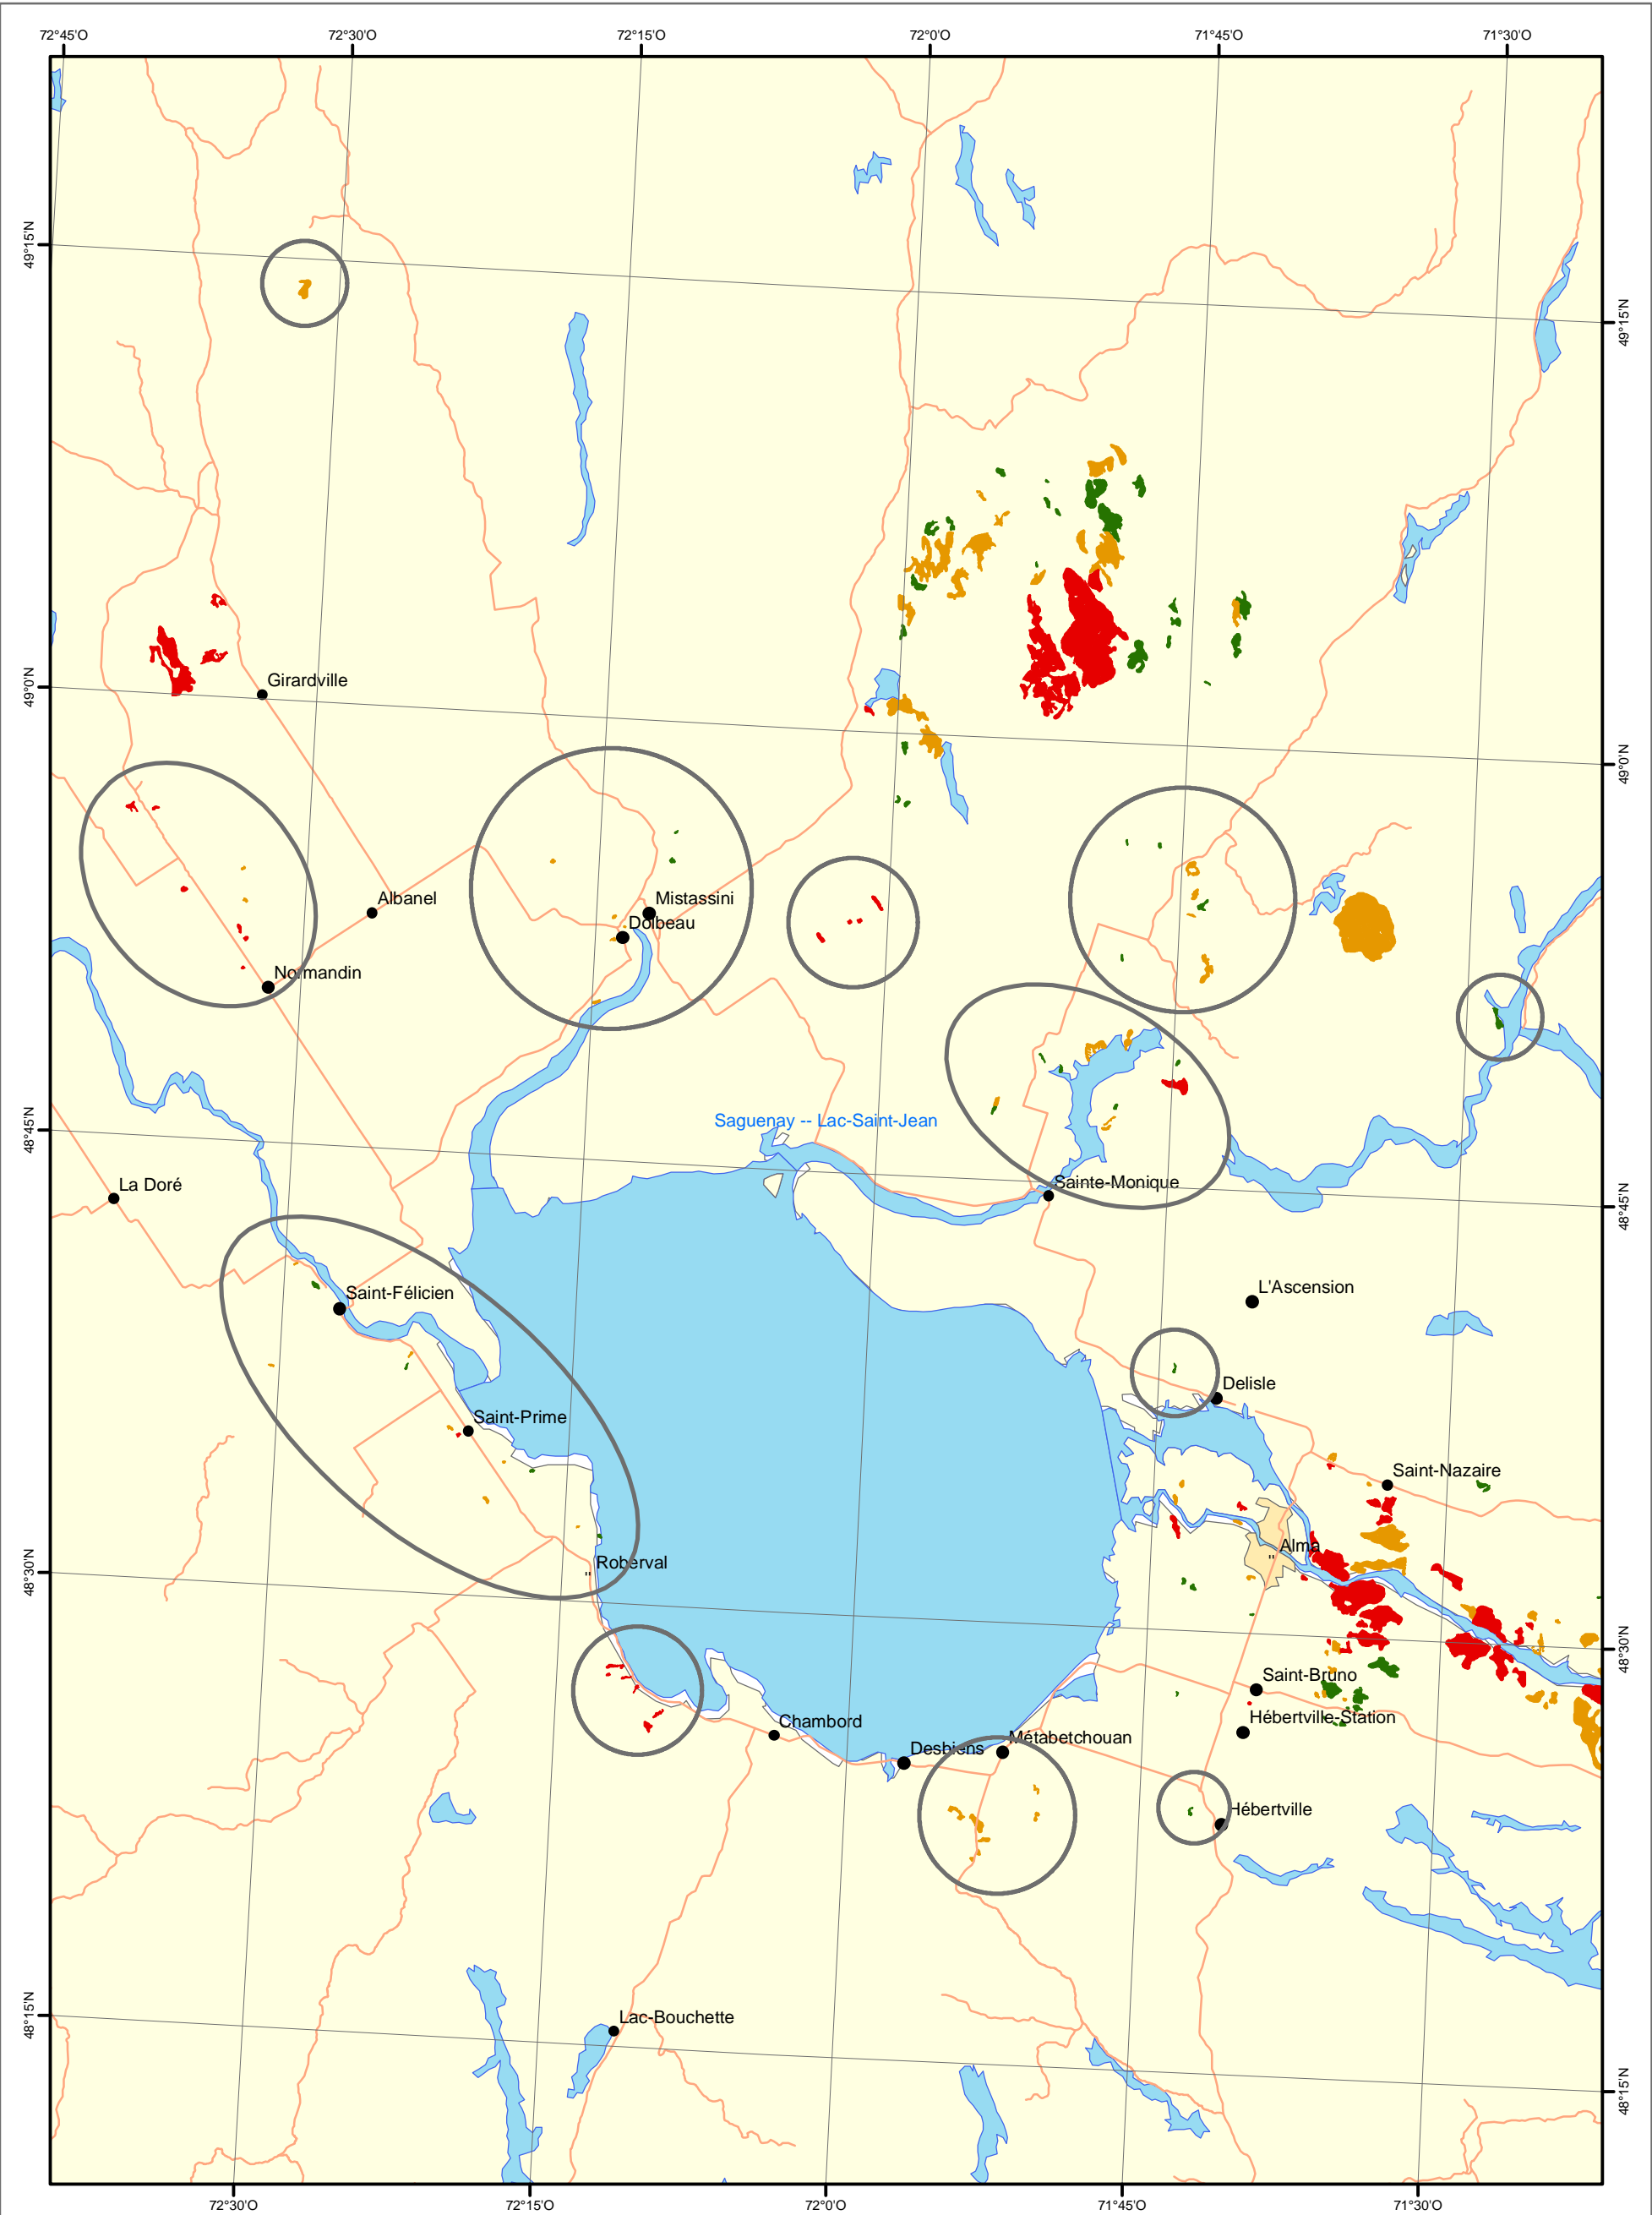 72°45'O 72°30'O 72°15'O 72°0'O 71°45'O 71°30'O
49°15'N
49°15'N
Girardville
49°0'N
49°0'N
Albanel
Mistassini
Dolbeau
Normandin
Saguenay -- Lac-Saint-Jean
48°45'N
La Doré
Sainte-Monique
48°45'N
L'Ascension
Saint-Félicien
Delisle
Saint-Prime
Saint-Nazaire
Alma
Roberval
48°30'N
48°30'N
Saint-Bruno
Hébertville-Station
Chambord
Métabetchouan
Desbiens
Hébertville
48°15'N
Lac-Bouchette
48°15'N
72°30'O 72°15'O 72°0'O 71°45'O 71°30'O